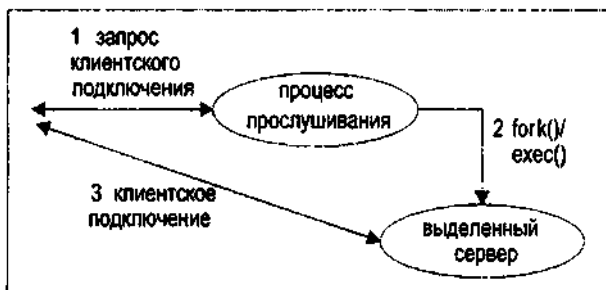 1 запрос
клиентского
подключения
процесс
прослушивания
2 fork()/
exec()
3 клиентское
подключение
выделенный
сервер